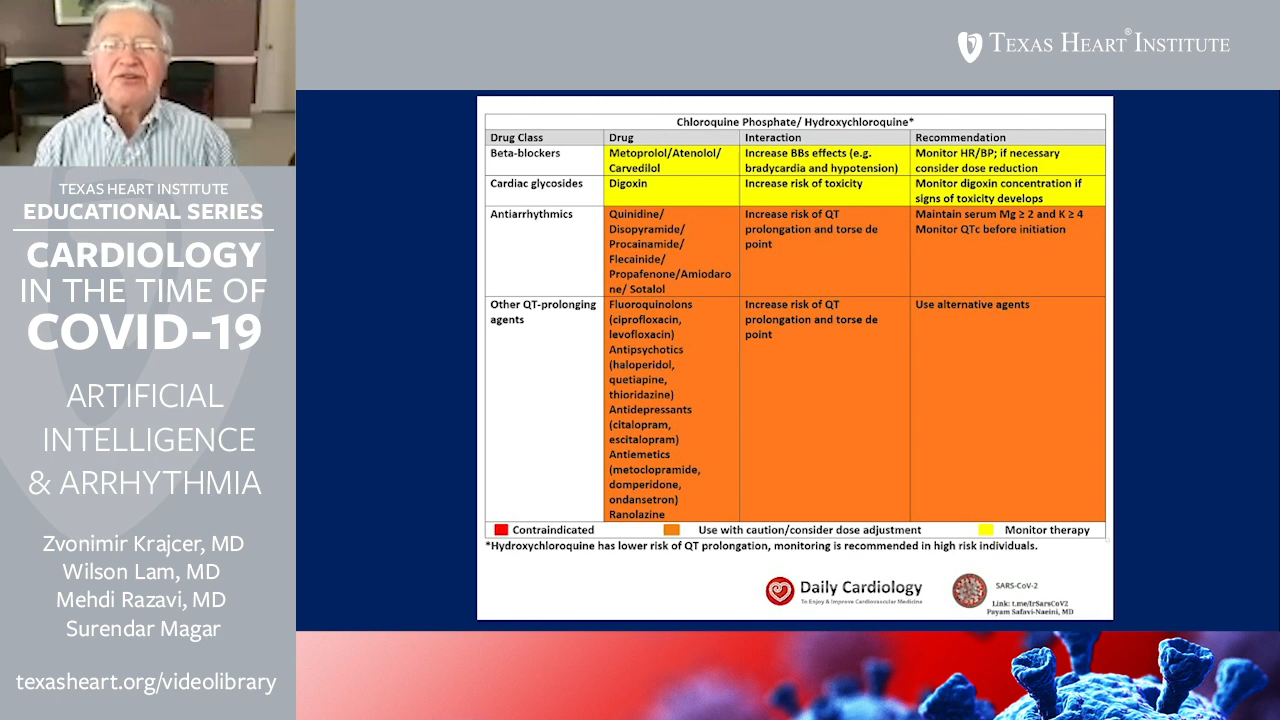 TEXAS HEART INSTITUTE
EDUCATIONAL SERIES
CARDIOLOGY
IN THE TIME OF
COVID-19
ARTIFICIAL
INTELLIGENCE
& ARRHYTHMIA
Zvonimir Krajcer, MD
Wilson Lam, MD
Mehdi Razavi, MD
Surendar Magar
texasheart.org/videolibrary
TEXAS HEART® INSTITUTE
Chloroquine Phosphate/ Hydroxychloroquine*
Drug Class Drug Interaction Recommendation
Beta-blockers
Metoprolol/Atenolol/
Carvedilol
Increase BBs effects (e.g.
bradycardia and hypotension)
Monitor HR/BP; if necessary
consider dose reduction
Cardiac glycosides
Digoxin
Increase risk of toxicity
Monitor digoxin concentration if
signs of toxicity develops
Antiarrhythmics
Quinidine/
Disopyramide/
Procainamide/
Flecainide/
Propafenone/Amiodaro
ne/ Sotalol
Increase risk of QT
prolongation and torse de
point
Maintain serum Mg ≥ 2 and K ≥ 4
Monitor QTc before initiation
Other QT-prolonging
agents
Fluoroquinolons
(ciprofloxacin,
levofloxacin)
Antipsychotics
(haloperidol,
quetiapine,
thioridazine)
Antidepressants
(citalopram,
escitalopram)
Antiemetics
(metoclopramide,
domperidone,
ondansetron)
Ranolazine
Increase risk of QT
prolongation and torse de
point
Use alternative agents
Contraindicated Use with caution/consider dose adjustment Monitor therapy
*Hydroxychloroquine has lower risk of QT prolongation, monitoring is recommended in high risk individuals.
Daily Cardiology
To Enjoy & Improve Cardiovascular Medicine
SARS-CoV-2
Link: t.me/IrSarsCoV2
Payam Safavi-Naeini, MD